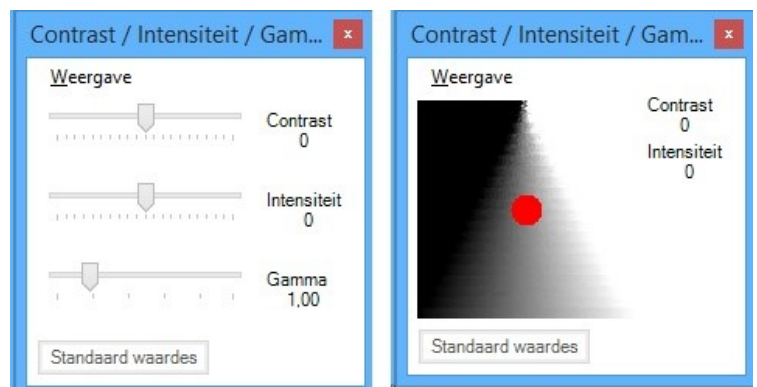 Contrast / Intensiteit / Gam... x
Weergave
Contrast
0
Intensiteit
0
Gamma
1,00
Standaard waardes
Contrast / Intensiteit / Gam... x
Weergave
Contrast
0
Intensiteit
0
Standaard waardes